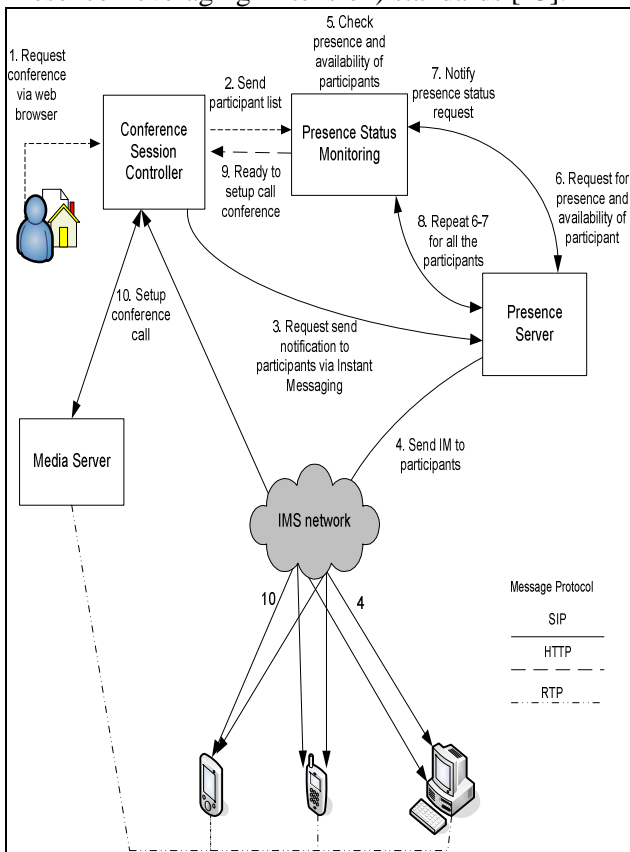 1. Request
conference
via web
browser
2. Send
participant list
5. Check
presence and
availability of
participants
7. Notify
presence status
request
Conference
Session
Controller
Presence Status
Monitoring
9. Ready to
setup call
conference
6. Request for
presence and
availability of
participant
8. Repeat 6-7
for all the
participants
10. Setup
conference
call
3. Request send
notification to
participants via Instant
Messaging
Presence
Server
4. Send IM to
participants
Media Server
IMS network
10
4
Message Protocol
SIP
HTTP
RTP